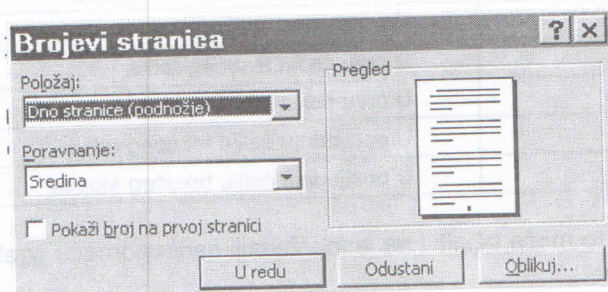 Brojevi stranica
Položaj:
Pregled
Dno stranice (podnožje)
Poravnanje:
Sredina
Pokaži broj na prvoj stranici
U redu
Odustani
Oblikuj...